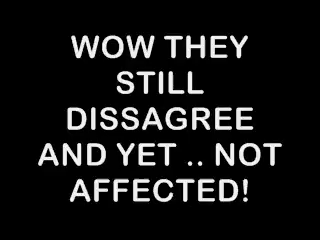 WOW THEY
STILL
DISSAGREE
AND YET .. NOT
AFFECTED!